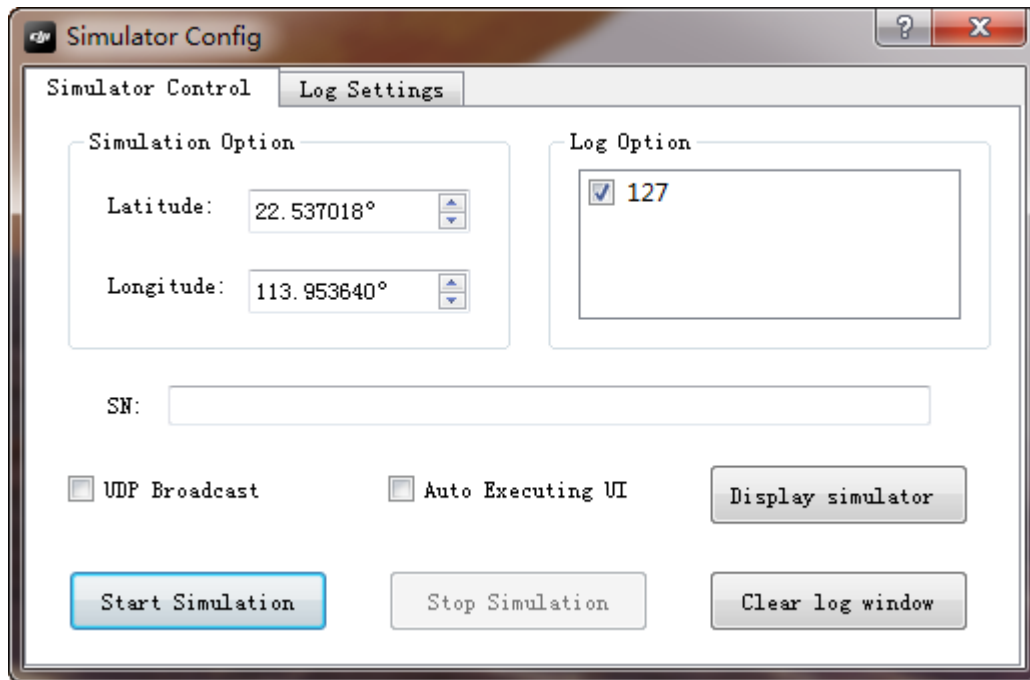 dji Simulator Config
Simulator Control Log Settings
Simulation Option
Latitude: 22.537018°
Longitude: 113.953640°
Log Option
127
SN:
UDP Broadcast
Auto Executing UI
Display simulator
Start Simulation
Stop Simulation
Clear log window